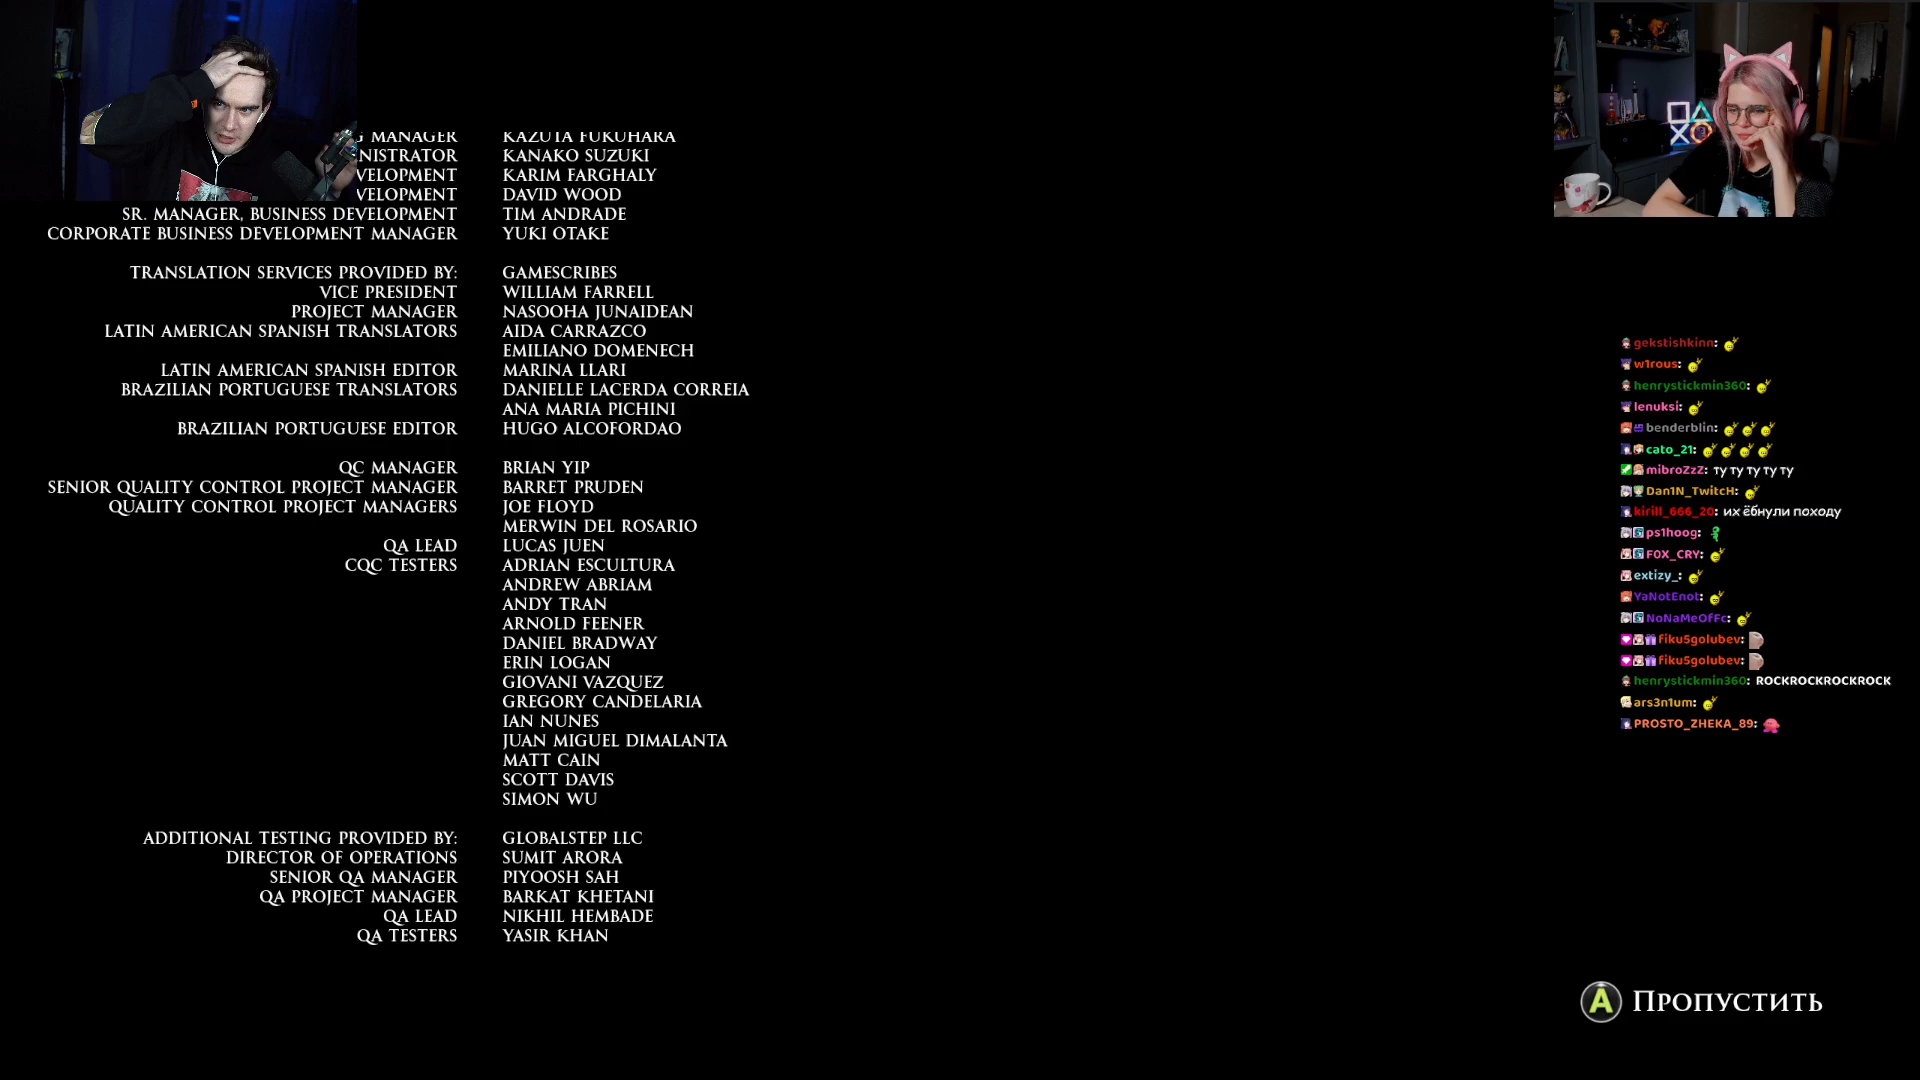 MANAGER KAZUTA FUKUHARA
NISTRATOR KANAKO SUZUKI
VELOPMENT KARIM FARGHALY
VELOPMENT DAVID WOOD
SR. MANAGER, BUSINESS DEVELOPMENT TIM ANDRADE
CORPORATE BUSINESS DEVELOPMENT MANAGER YUKI OTAKE
TRANSLATION SERVICES PROVIDED BY: GAMESCRIBES
VICE PRESIDENT WILLIAM FARRELL
PROJECT MANAGER NASOOHA JUNAIDEAN
LATIN AMERICAN SPANISH TRANSLATORS AIDA CARRAZCO
EMILIANO DOMENECH
LATIN AMERICAN SPANISH EDITOR MARINA LLARI
BRAZILIAN PORTUGUESE TRANSLATORS DANIELLE LACERDA CORREIA
ANA MARIA PICHINI
BRAZILIAN PORTUGUESE EDITOR HUGO ALCOFORDAO
QC MANAGER BRIAN YIP
SENIOR QUALITY CONTROL PROJECT MANAGER BARRET PRUDEN
QUALITY CONTROL PROJECT MANAGERS JOE FLOYD
MERWIN DEL ROSARIO
QA LEAD LUCAS JUEN
CQC TESTERS ADRIAN ESCULTURA
ANDREW ABRIAM
ANDY TRAN
ARNOLD FEENER
DANIEL BRADWAY
ERIN LOGAN
GIOVANI VAZQUEZ
GREGORY CANDELARIA
IAN NUNES
JUAN MIGUEL DIMALANTA
MATT CAIN
SCOTT DAVIS
SIMON WU
ADDITIONAL TESTING PROVIDED BY: GLOBALSTEP LLC
DIRECTOR OF OPERATIONS SUMIT ARORA
SENIOR QA MANAGER PIYOOSH SAH
QA PROJECT MANAGER BARKAT KHETANI
QA LEAD NIKHIL HEMBADE
QA TESTERS YASIR KHAN
gekstishkinn:
w1rous:
henrystickmin360:
lenuksi:
benderblin:
cato_21:
mibroZzZ: ту ту ту ту ту
Dan1N_TwitcH:
kirill_666_20: их ёбнули походу
ps1hoog:
F0X_CRY:
extizy_:
YaNotEnot:
NoNaMeOfFc:
fiku5golubev:
fiku5golubev:
henrystickmin360: ROCKROCKROCKROCK
ars3n1um:
PROSTO_ZHEKA_89:
A ПРОПУСТИТЬ